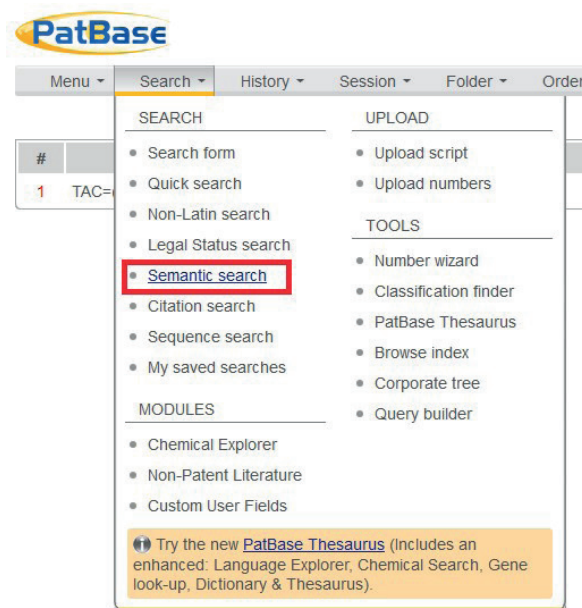 PatBase
Menu Search History Session Folder Order
#
1 TAC=(
SEARCH
Search form
Quick search
Non-Latin search
Legal Status search
Semantic search
Citation search
Sequence search
My saved searches
MODULES
Chemical Explorer
Non-Patent Literature
Custom User Fields
UPLOAD
Upload script
Upload numbers
TOOLS
Number wizard
Classification finder
PatBase Thesaurus
Browse index
Corporate tree
Query builder
Try the new PatBase Thesaurus (Includes an
enhanced: Language Explorer, Chemical Search, Gene
look-up, Dictionary & Thesaurus).